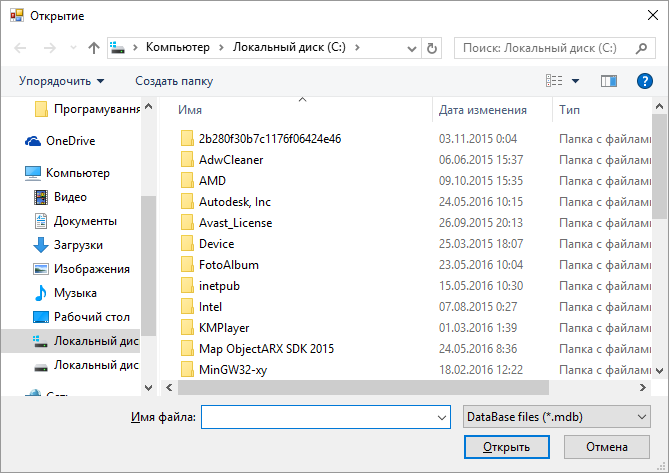 Открытие
Компьютер Локальный диск (C:) Поиск: Локальный диск (C:)
Упорядочить Создать папку
Имя Дата изменения Тип
Програмування
OneDrive
Компьютер
Видео
Документы
Загрузки
Изображения
Музыка
Рабочий стол
Локальный дис
Локальный дис
2b280f30b7c1176f06424e46 03.11.2015 0:04 Папка с файлами
AdwCleaner 06.06.2015 15:37 Папка с файлами
AMD 09.10.2015 15:35 Папка с файлами
Autodesk, Inc 24.05.2016 10:15 Папка с файлами
Avast_License 26.09.2015 20:13 Папка с файлами
Device 25.03.2015 18:07 Папка с файлами
FotoAlbum 23.05.2016 10:04 Папка с файлами
inetpub 15.05.2016 10:30 Папка с файлами
Intel 07.08.2015 0:27 Папка с файлами
KMPlayer 01.03.2016 1:39 Папка с файлами
Map ObjectARX SDK 2015 24.05.2016 8:36 Папка с файлами
MinGW32-xy 18.02.2016 12:22 Папка с файлами
Имя файла: DataBase files (*.mdb)
Открыть Отмена